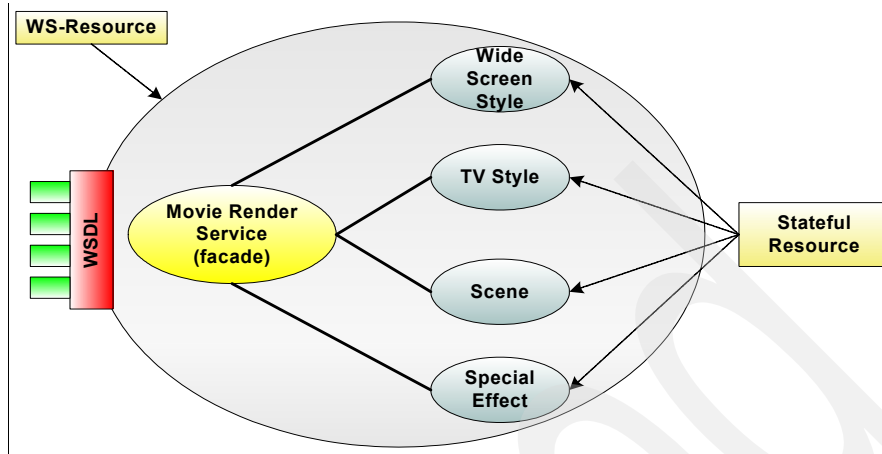 WS-Resource
Wide
Screen
Style
TV Style
Movie Render
Service
(facade)
WSDL
Stateful
Resource
Scene
Special
Effect